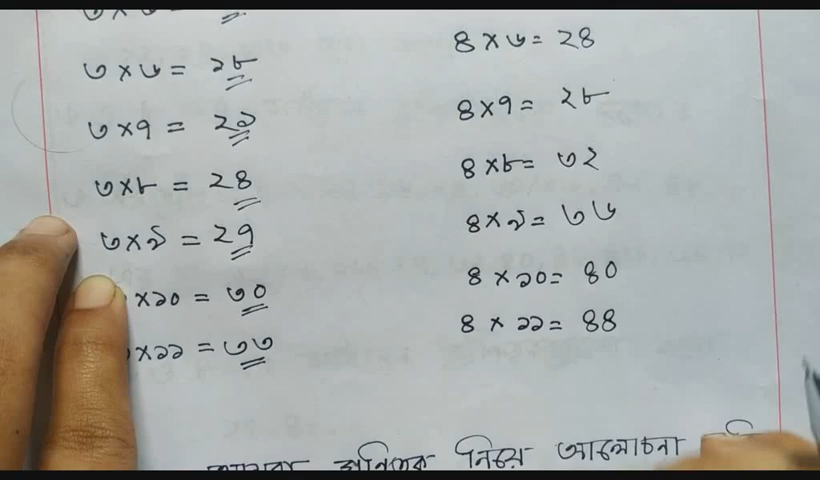 ৩×৬ = ১৮
৩×৭ = ২১
৩×৮ = ২৪
৩×৯ = ২৭
×১০ = ৩০
×১১ = ৩৩
৪×৬ = ২৪
৪×৭ = ২৮
৪×৮ = ৩২
৪×৯ = ৩৬
৪×১০ = ৪০
৪×১১ = ৪৪
নিয়ে আলোচনা